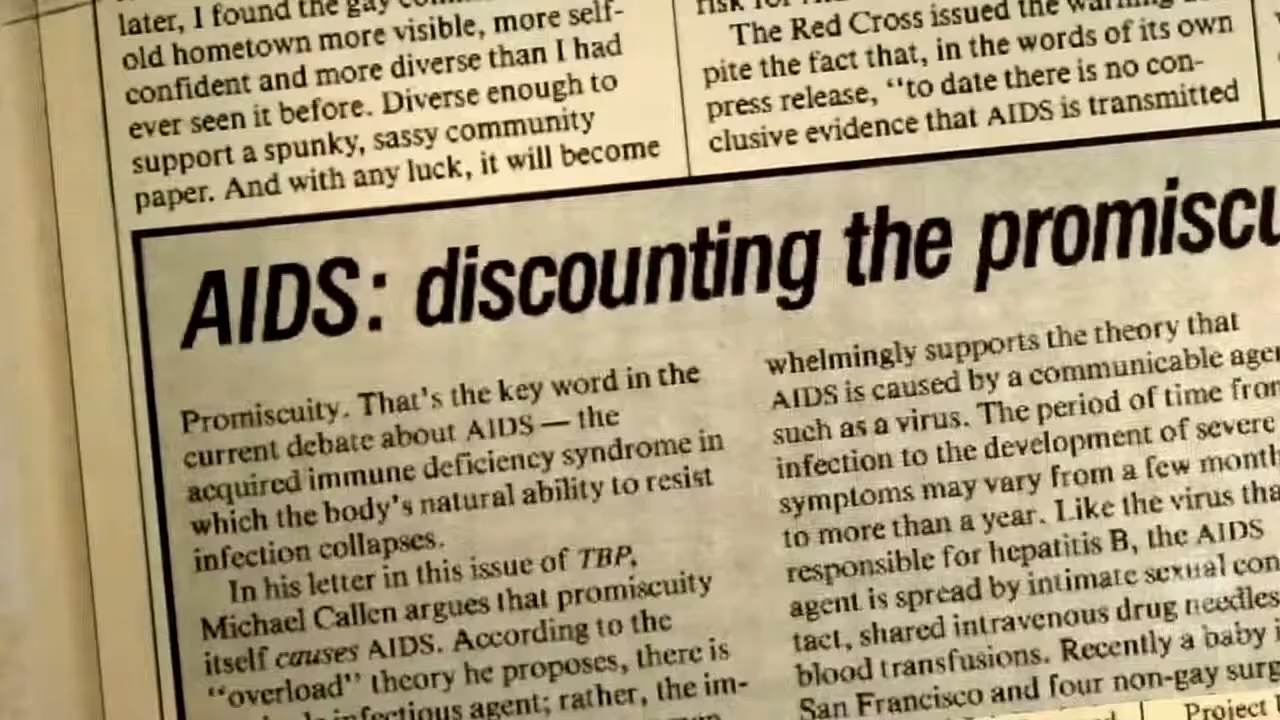 later, I found the gay
old hometown more visible, more self-
confident and more diverse than I had
ever seen it before. Diverse enough to
support a spunky, sassy community
paper. And with any luck, it will become
The Red Cross issued the warning
pite the fact that, in the words of its own
press release, “to date there is no con-
clusive evidence that AIDS is transmitted
AIDS: discounting the promiscu
Promiscuity. That’s the key word in the
current debate about AIDS — the
acquired immune deficiency syndrome in
which the body’s natural ability to resist
infection collapses.
In his letter in this issue of TBP,
Michael Callen argues that promiscuity
itself causes AIDS. According to the
“overload” theory he proposes, there is
infectious agent; rather, the im-
whelmingly supports the theory that
AIDS is caused by a communicable agen
such as a virus. The period of time from
infection to the development of severe
symptoms may vary from a few month
to more than a year. Like the virus tha
responsible for hepatitis B, the AIDS
agent is spread by intimate sexual con
tact, shared intravenous drug needles
blood transfusions. Recently a baby i
San Francisco and four non-gay surg
Project